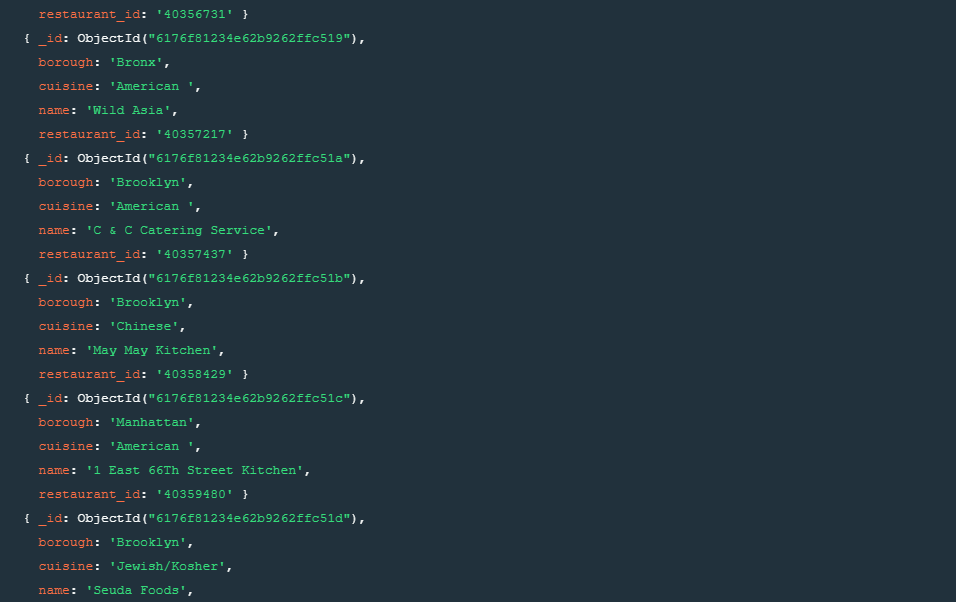 restaurant_id: '40356731' }
{ _id: ObjectId("6176f81234e62b9262ffc519"),
borough: 'Bronx',
cuisine: 'American ',
name: 'Wild Asia',
restaurant_id: '40357217' }
{ _id: ObjectId("6176f81234e62b9262ffc51a"),
borough: 'Brooklyn',
cuisine: 'American ',
name: 'C & C Catering Service',
restaurant_id: '40357437' }
{ _id: ObjectId("6176f81234e62b9262ffc51b"),
borough: 'Brooklyn',
cuisine: 'Chinese',
name: 'May May Kitchen',
restaurant_id: '40358429' }
{ _id: ObjectId("6176f81234e62b9262ffc51c"),
borough: 'Manhattan',
cuisine: 'American ',
name: '1 East 66Th Street Kitchen',
restaurant_id: '40359480' }
{ _id: ObjectId("6176f81234e62b9262ffc51d"),
borough: 'Brooklyn',
cuisine: 'Jewish/Kosher',
name: 'Seuda Foods',